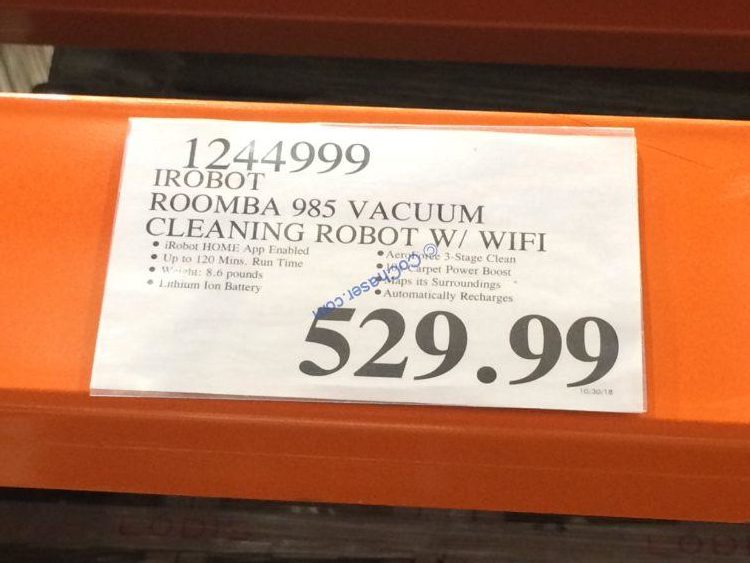 1244999
IROBOT
ROOMBA 985 VACUUM
CLEANING ROBOT W/ WIFI
• iRobot HOME App Enabled
• Up to 120 Mins. Run Time
• Weight: 8.6 pounds
• Lithium Ion Battery
• AeroForce 3-Stage Clean
• Carpet Power Boost
• Maps its Surroundings
• Automatically Recharges
©CoChaser.com
529.99
10/30/18